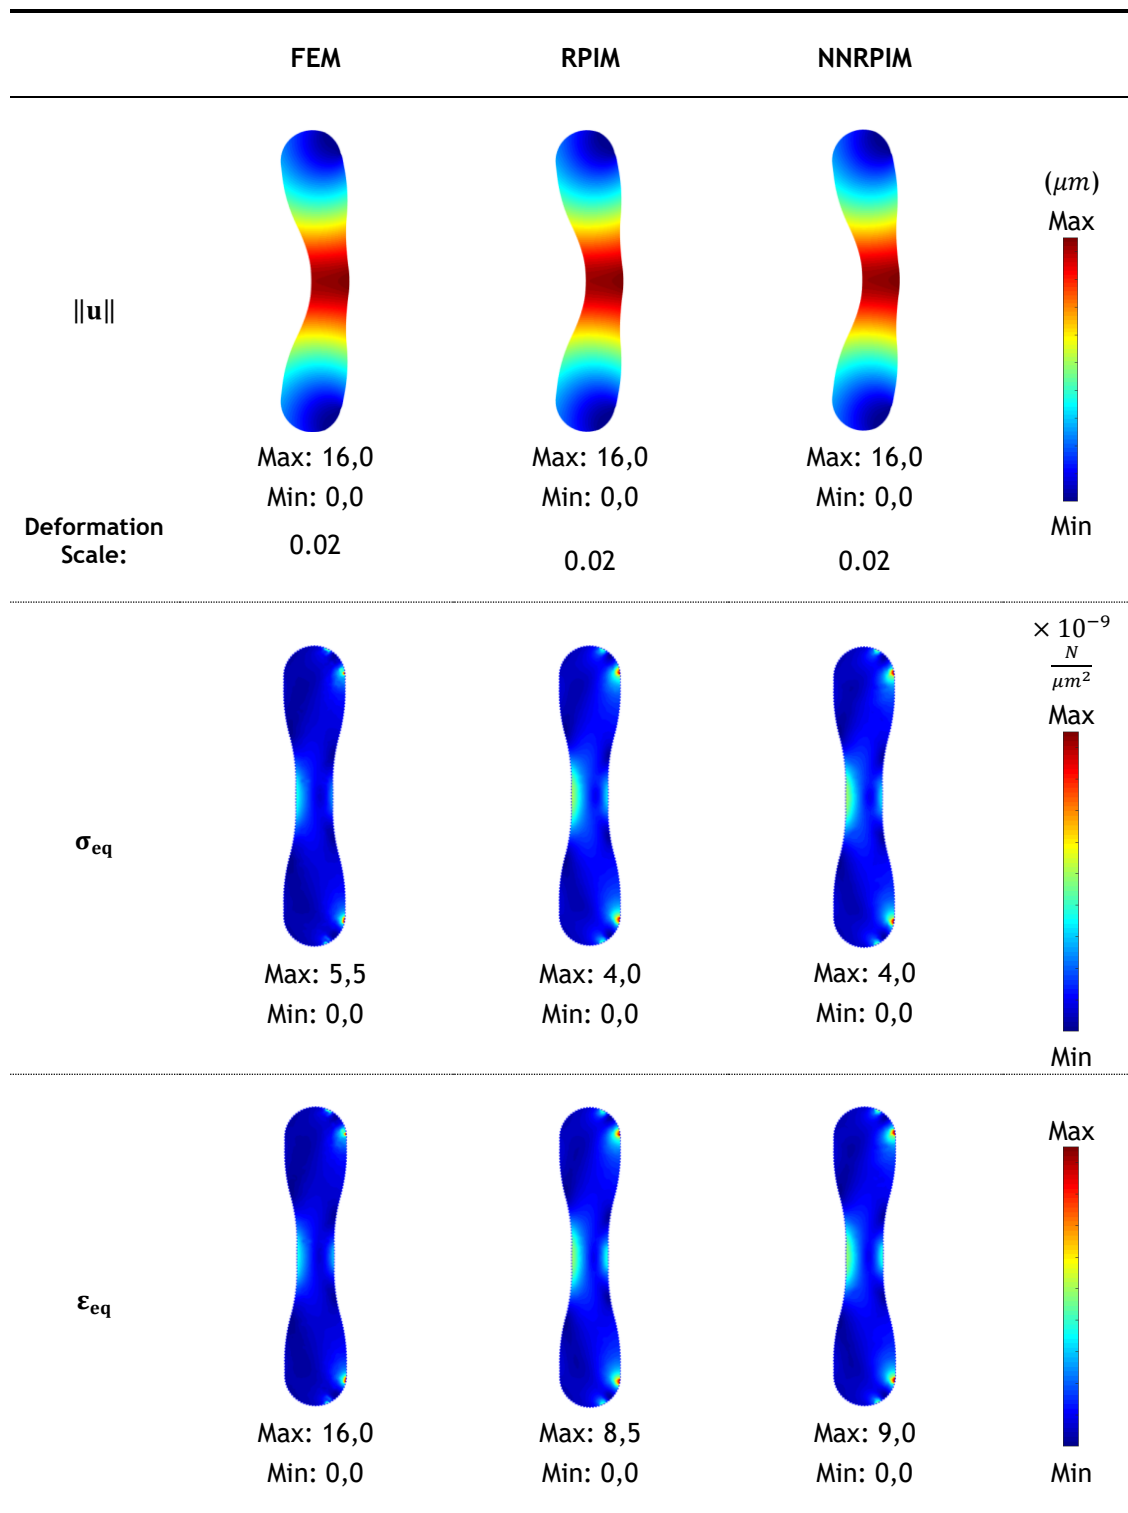 FEM RPIM NNRPIM
(μm)
Max
‖u‖
Max: 16,0 Max: 16,0 Max: 16,0
Min: 0,0 Min: 0,0 Min: 0,0
Min
Deformation
Scale:
0.02 0.02 0.02
× 10⁻⁹
N
μm²
Max
σeq
Max: 5,5 Max: 4,0 Max: 4,0
Min: 0,0 Min: 0,0 Min: 0,0
Min
Max
εeq
Max: 16,0 Max: 8,5 Max: 9,0
Min: 0,0 Min: 0,0 Min: 0,0 Min